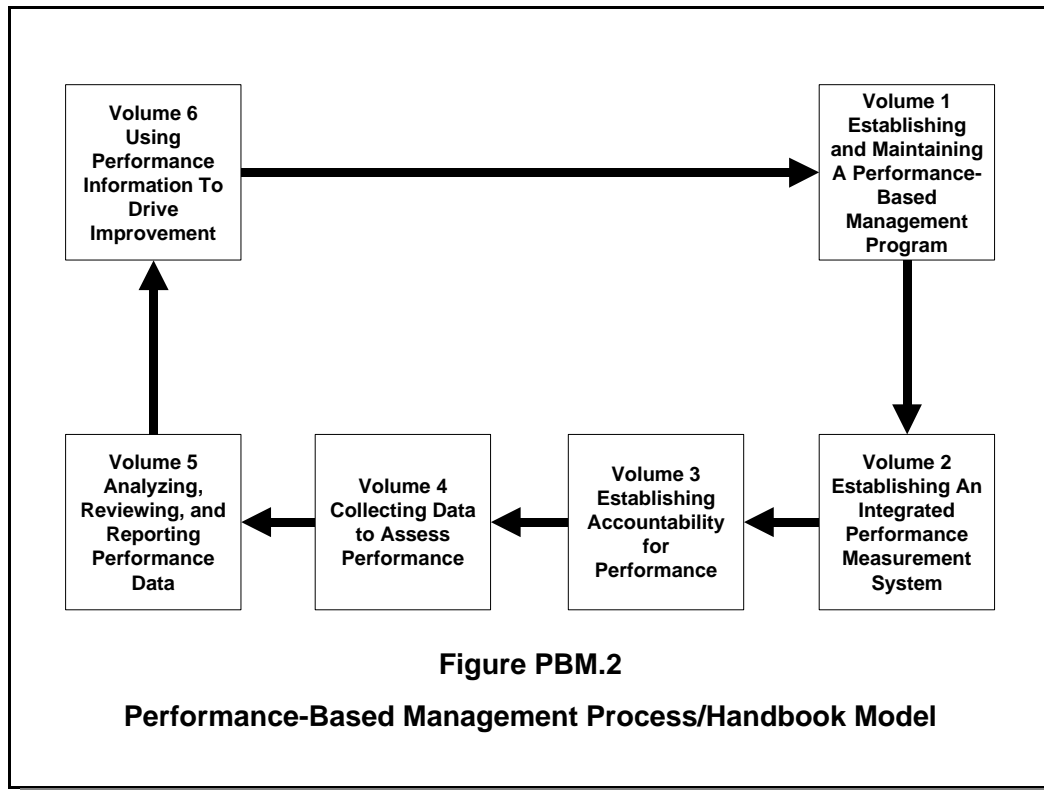 Volume 6
Using
Performance
Information To
Drive
Improvement
Volume 1
Establishing
and Maintaining
A Performance-
Based
Management
Program
Volume 5
Analyzing,
Reviewing, and
Reporting
Performance
Data
Volume 4
Collecting Data
to Assess
Performance
Volume 3
Establishing
Accountability
for
Performance
Volume 2
Establishing An
Integrated
Performance
Measurement
System
Figure PBM.2
Performance-Based Management Process/Handbook Model